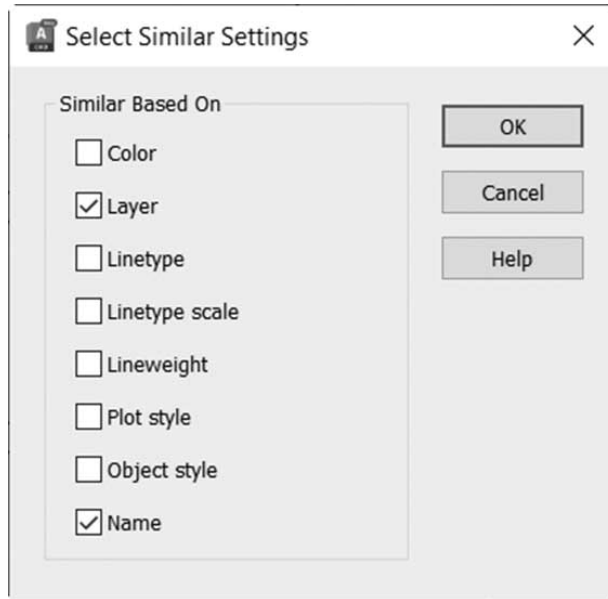 Select Similar Settings
Similar Based On
Color
Layer
Linetype
Linetype scale
Lineweight
Plot style
Object style
Name
OK
Cancel
Help